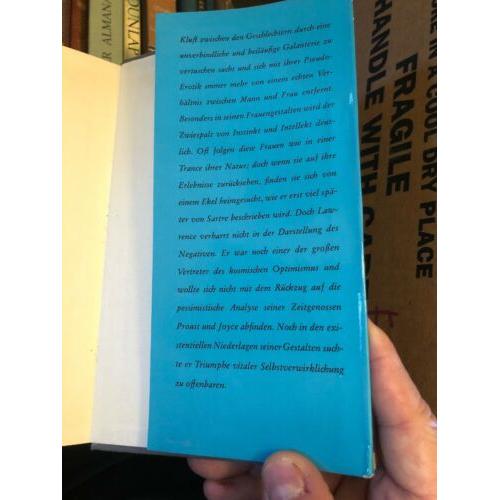 Kluft zwischen den Geschlechtern durch eine
unverbindliche und beiläufige Galanterie zu
vertuschen sucht und sich mit ihrer Pseudo-
Erotik immer mehr von einem echten Ver-
hältnis zwischen Mann und Frau entfernt.
Besonders in seinen Frauengestalten wird der
Zwiespalt von Instinkt und Intellekt deut-
lich. Oft folgen diese Frauen wie in einer
Trance ihrer Natur; doch wenn sie auf ihre
Erlebnisse zurücksehen, finden sie sich von
einem Ekel heimgesucht, wie er erst viel spä-
ter von Sartre beschrieben wird. Doch Law-
rence verharrt nicht in der Darstellung des
Negativen. Er war noch einer der großen
Vertreter des kosmischen Optimismus und
wollte sich nicht mit dem Rückzug auf die
pessimistische Analyse seiner Zeitgenossen
Proust und Joyce abfinden. Noch in den exi-
stentiellen Niederlagen seiner Gestalten such-
te er Triumphe vitaler Selbstverwirklichung
zu offenbaren.
FRAGILE
HANDLE WITH
IN A COOL DRY PLACE
ALMANA